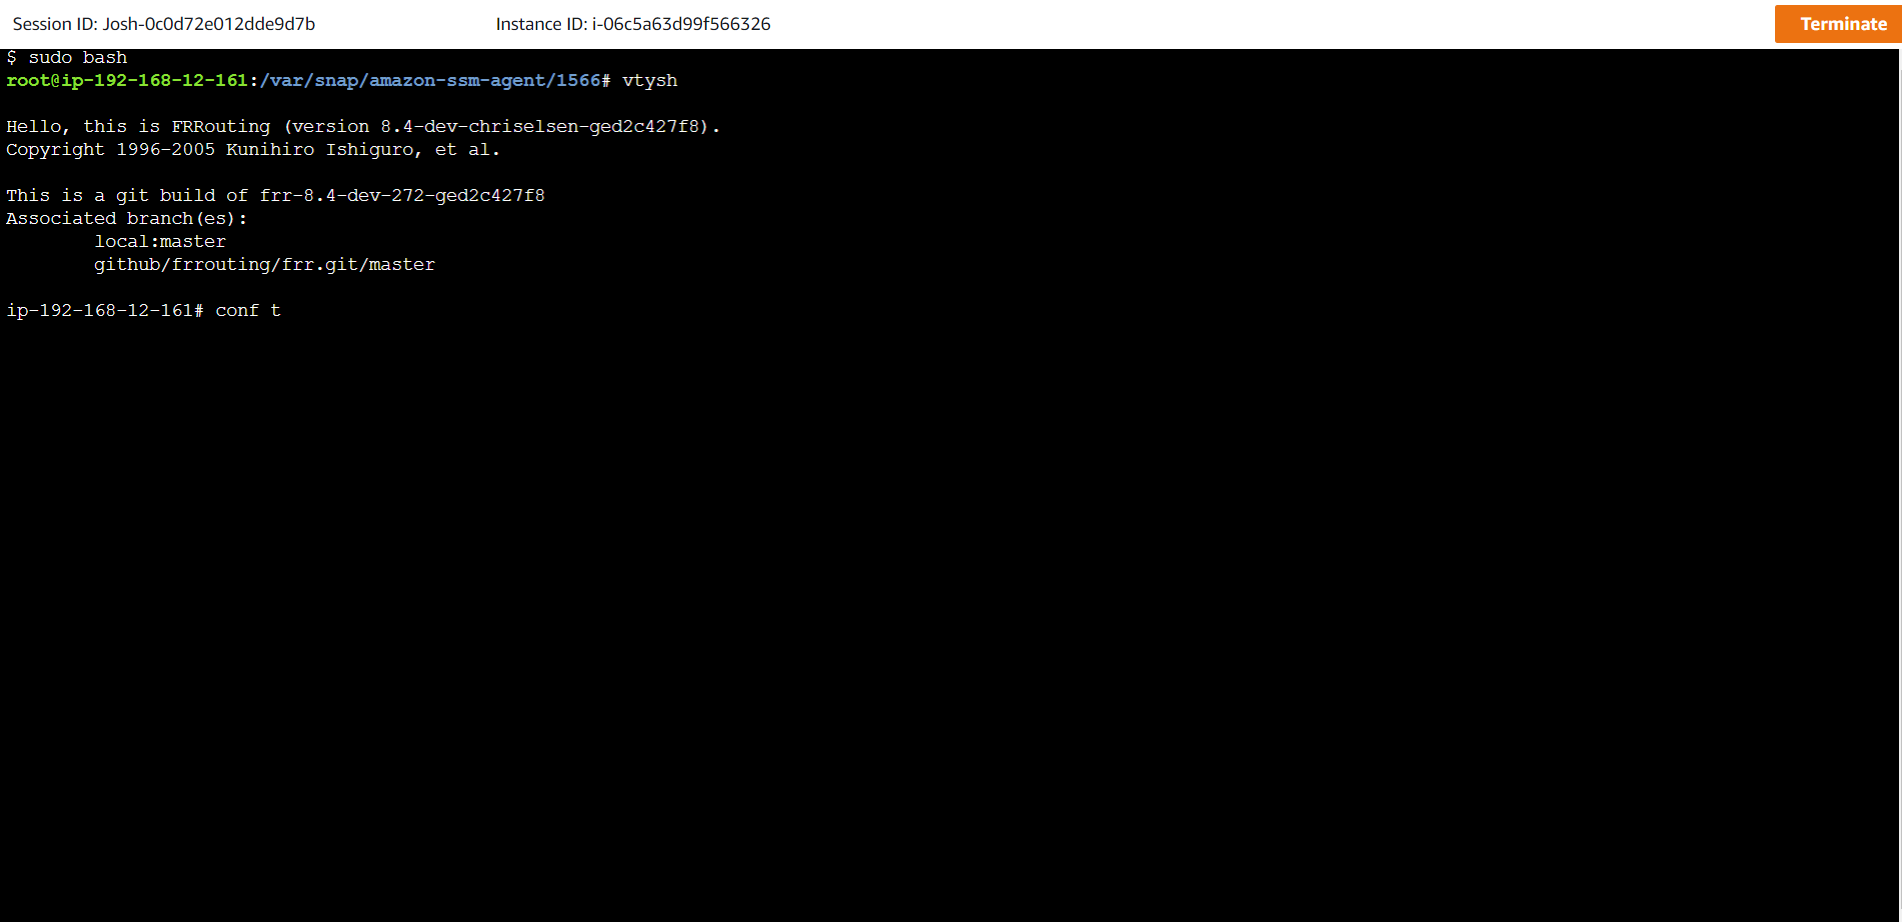 Session ID: Josh-0c0d72e012dde9d7b Instance ID: i-06c5a63d99f566326 Terminate
$ sudo bash
root@ip-192-168-12-161:/var/snap/amazon-ssm-agent/1566# vtysh
Hello, this is FRRouting (version 8.4-dev-chriselsen-ged2c427f8).
Copyright 1996-2005 Kunihiro Ishiguro, et al.
This is a git build of frr-8.4-dev-272-ged2c427f8
Associated branch(es):
local:master
github/frrouting/frr.git/master
ip-192-168-12-161# conf t